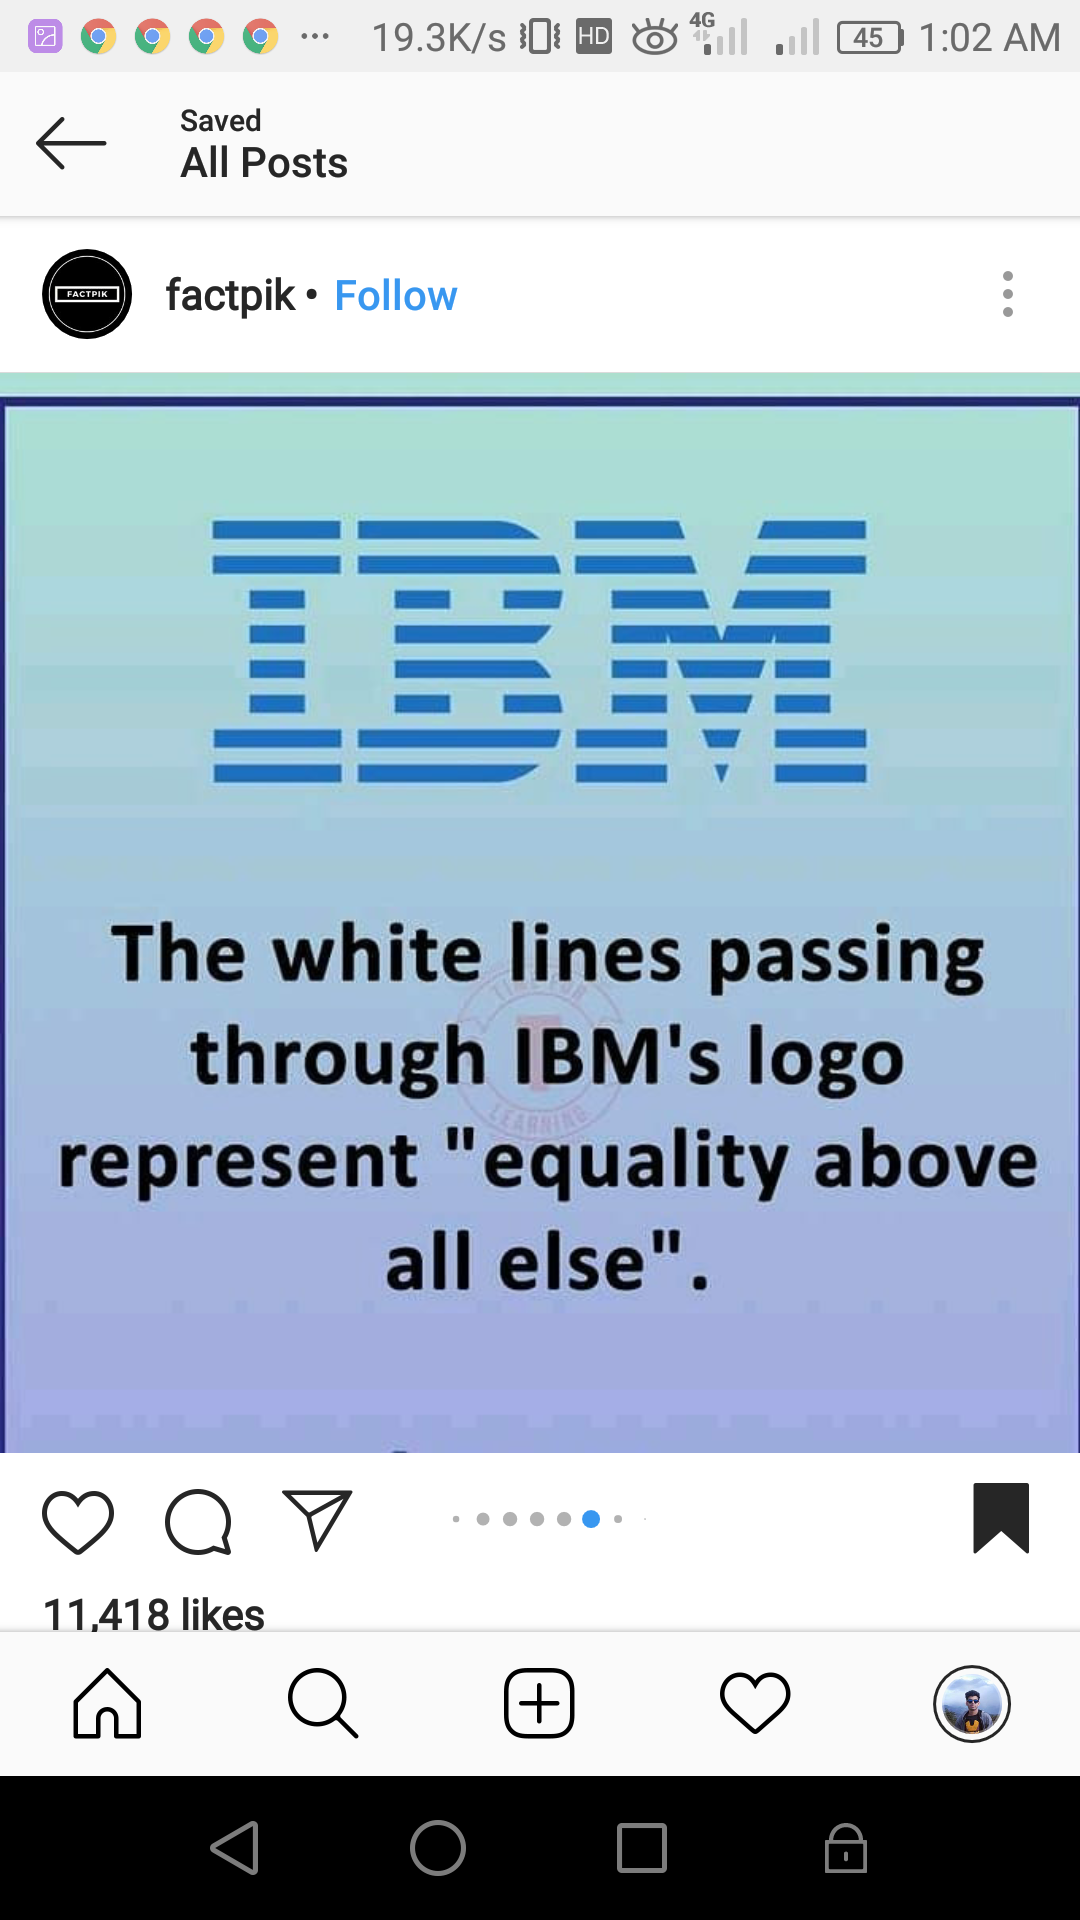 19.3K/s HD 4G 45 1:02 AM
Saved
All Posts
FACTPIK
factpik • Follow
IBM
The white lines passing
through IBM's logo
represent "equality above
all else".
TIME FOR
T
LEARNING
11,418 likes